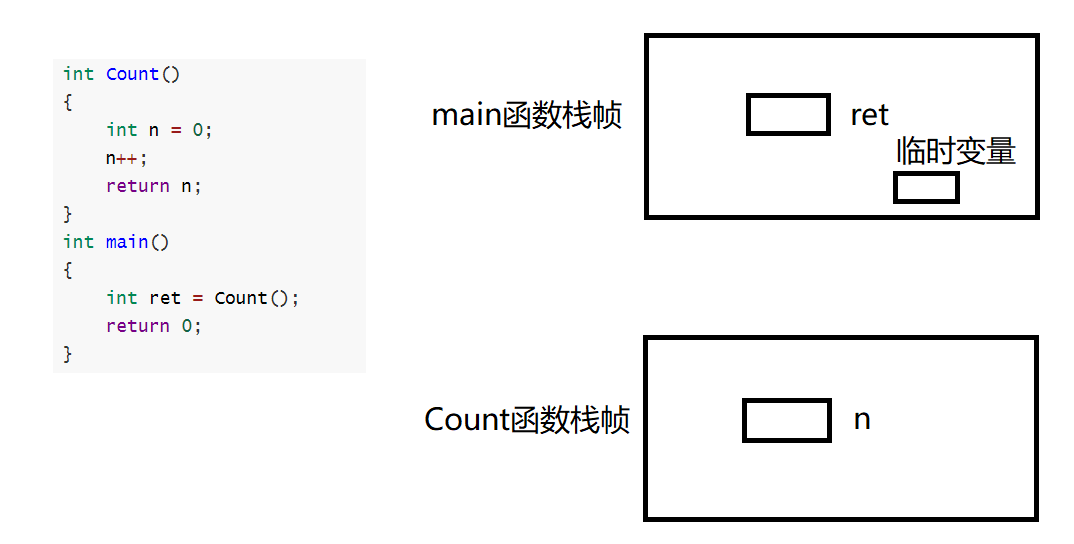 int Count()
{
    int n = 0;
    n++;
    return n;
}
int main()
{
    int ret = Count();
    return 0;
}
main函数栈帧
ret
临时变量
Count函数栈帧
n